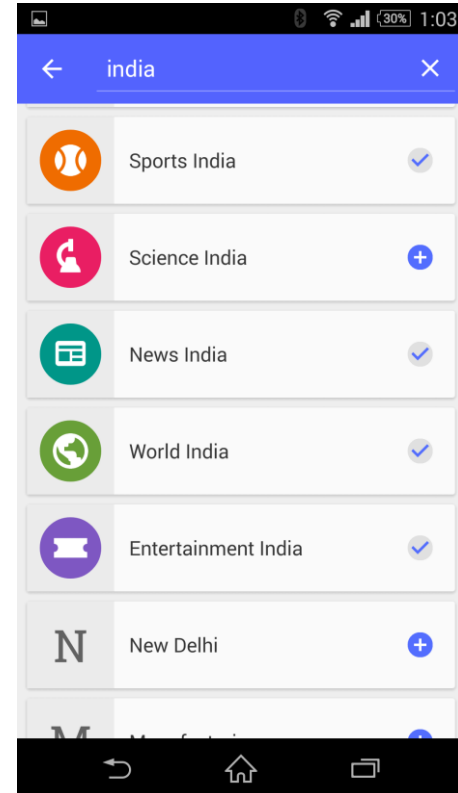 30% 1:03
india
Sports India
Science India
News India
World India
Entertainment India
N New Delhi
M